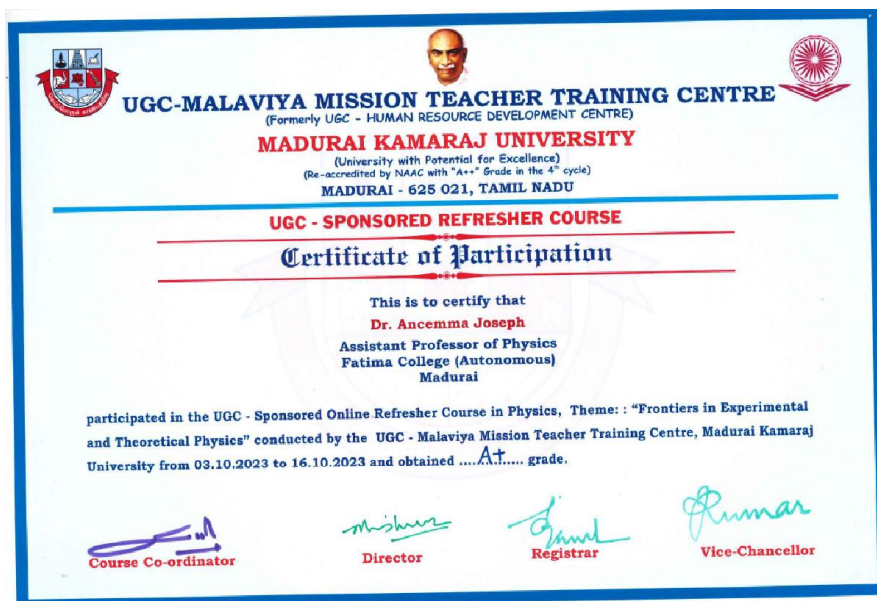 UGC-MALAVIYA MISSION TEACHER TRAINING CENTRE
(Formerly UGC - HUMAN RESOURCE DEVELOPMENT CENTRE)
MADURAI KAMARAJ UNIVERSITY
(University with Potential for Excellence)
(Re-accredited by NAAC with "A++" Grade in the 4th cycle)
MADURAI - 625 021, TAMIL NADU
UGC - SPONSORED REFRESHER COURSE
Certificate of Participation
This is to certify that
Dr. Ancemma Joseph
Assistant Professor of Physics
Fatima College (Autonomous)
Madurai
participated in the UGC - Sponsored Online Refresher Course in Physics, Theme: : "Frontiers in Experimental
and Theoretical Physics" conducted by the UGC - Malaviya Mission Teacher Training Centre, Madurai Kamaraj
University from 03.10.2023 to 16.10.2023 and obtained .....A+..... grade.
Course Co-ordinator
Director
Registrar
Vice-Chancellor